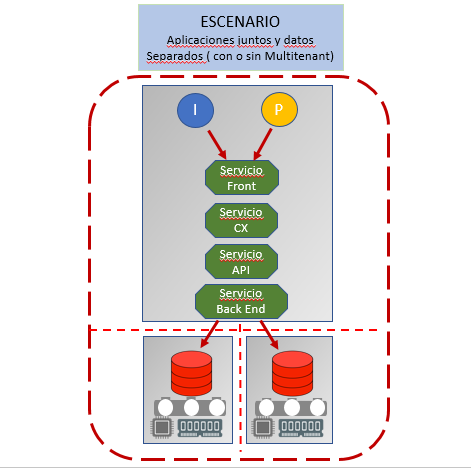 ESCENARIO
Aplicaciones juntos y datos
Separados ( con o sin Multitenant)
I
P
Servicio
Front
Servicio
CX
Servicio
API
Servicio
Back End